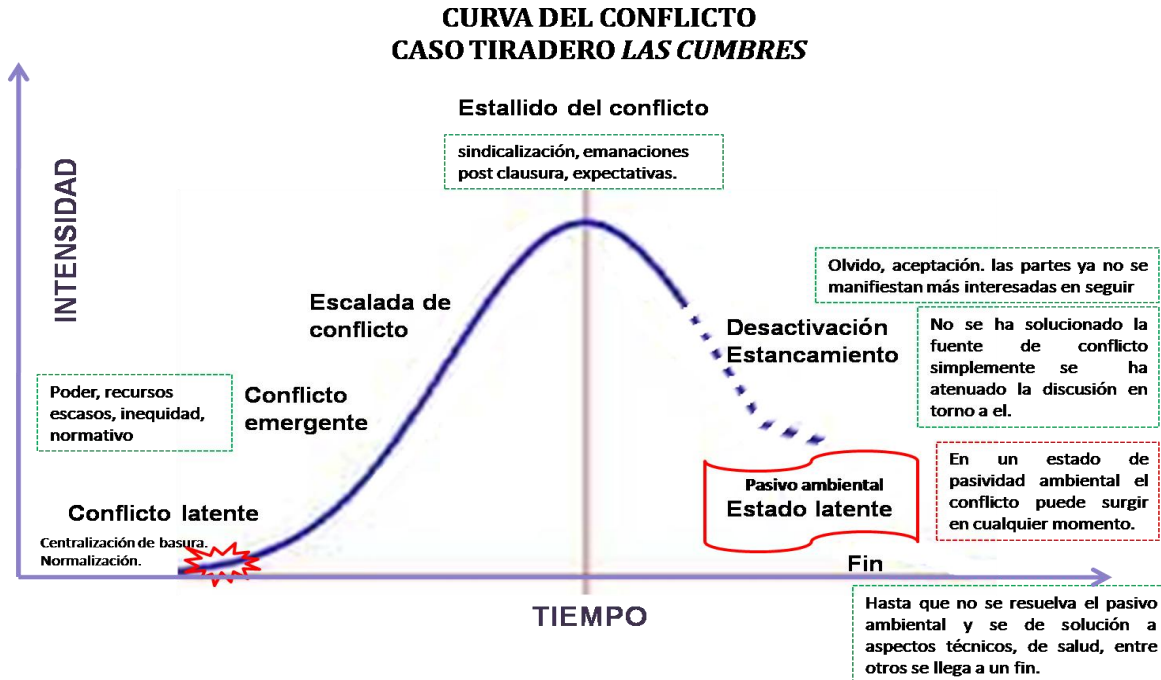 CURVA DEL CONFLICTO
CASO TIRADERO LAS CUMBRES
Estallido del conflicto
sindicalización, emanaciones
post clausura, expectativas.
INTENSIDAD
Olvido, aceptación. las partes ya no se
manifiestan más interesadas en seguir
Escalada de
conflicto
Desactivación
Estancamiento
No se ha solucionado la
fuente de conflicto
simplemente se ha
atenuado la discusión en
torno a el.
Poder, recursos
escasos, inequidad,
normativo
Conflicto
emergente
En un estado de
pasividad ambiental el
conflicto puede surgir
en cualquier momento.
Pasivo ambiental
Estado latente
Conflicto latente
Centralización de basura.
Normalización.
Fin
TIEMPO
Hasta que no se resuelva el pasivo
ambiental y se de solución a
aspectos técnicos, de salud, entre
otros se llega a un fin.